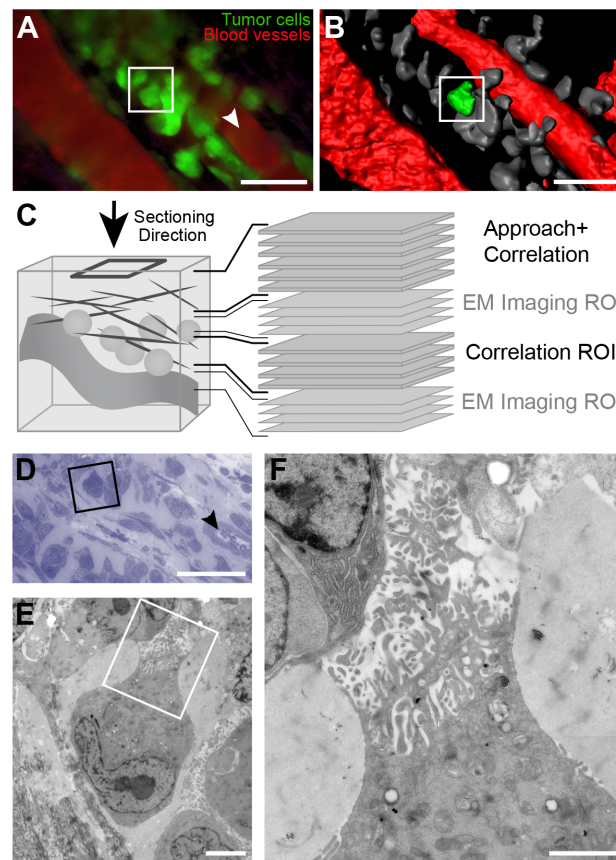 A
Tumor cells
Blood vessels
B
C
Sectioning
Direction
Approach+
Correlation
EM Imaging RO
Correlation ROI
EM Imaging RO
D
E
F